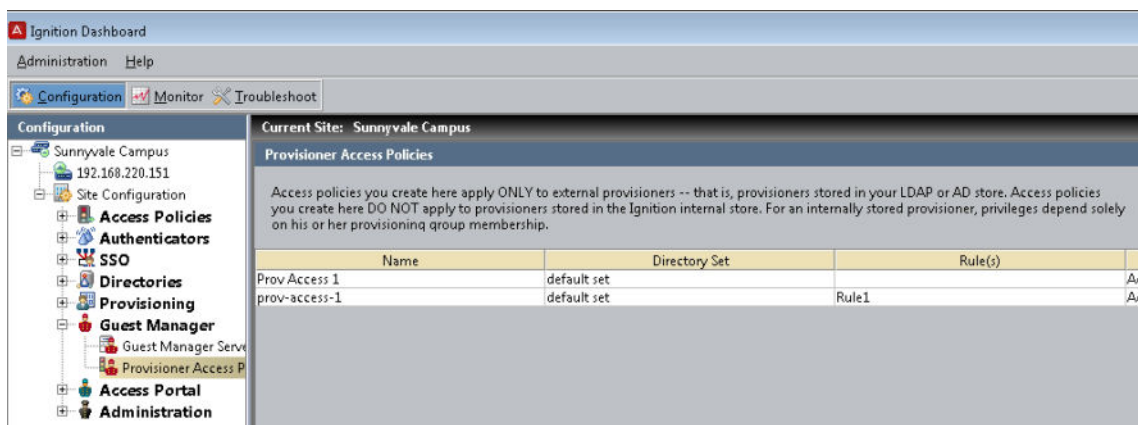 Ignition Dashboard
Administration Help
Configuration Monitor Troubleshoot
Configuration
Current Site: Sunnyvale Campus
Sunnyvale Campus
192.168.220.151
Site Configuration
Access Policies
Authenticators
SSO
Directories
Provisioning
Guest Manager
Guest Manager Serve
Provisioner Access P
Access Portal
Administration
Provisioner Access Policies
Access policies you create here apply ONLY to external provisioners -- that is, provisioners stored in your LDAP or AD store. Access policies
you create here DO NOT apply to provisioners stored in the Ignition internal store. For an internally stored provisioner, privileges depend solely
on his or her provisioning group membership.
Name Directory Set Rule(s)
Prov Access 1 default set
prov-access-1 default set Rule1